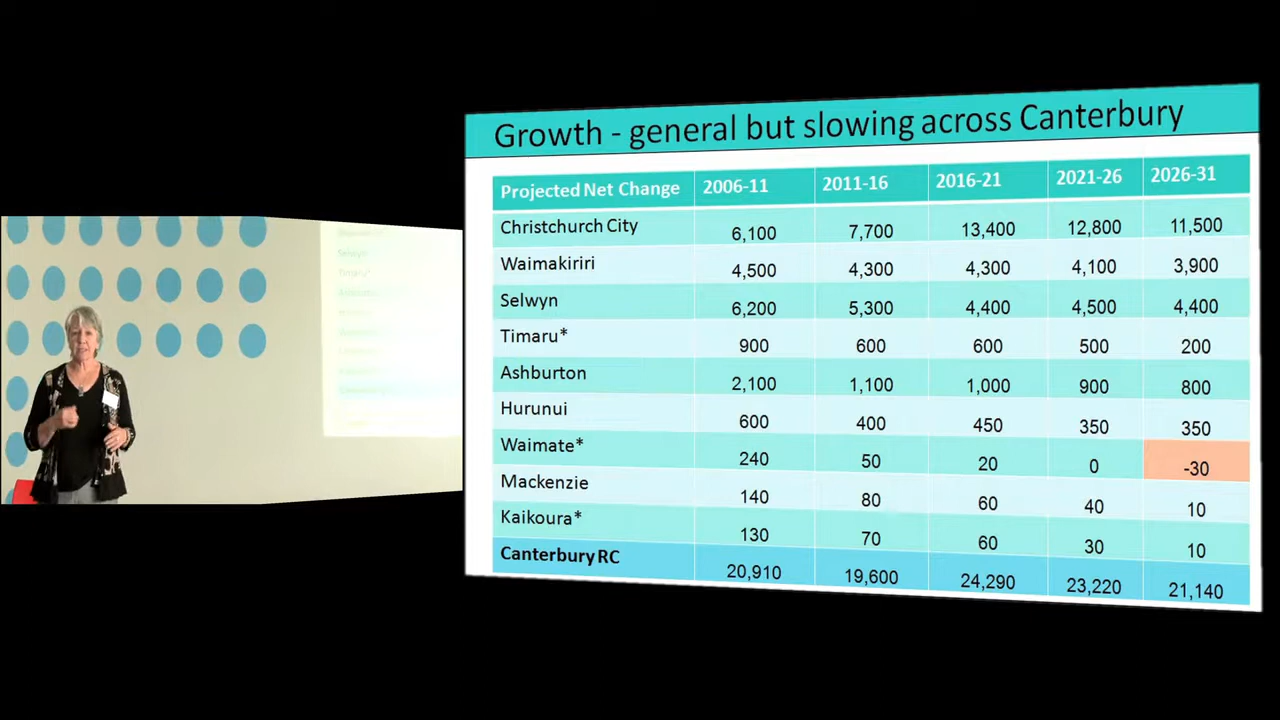 Growth - general but slowing across Canterbury
Projected Net Change 2006-11 2011-16 2016-21 2021-26 2026-31
Christchurch City 6,100 7,700 13,400 12,800 11,500
Waimakiriri 4,500 4,300 4,300 4,100 3,900
Selwyn 6,200 5,300 4,400 4,500 4,400
Timaru* 900 600 600 500 200
Ashburton 2,100 1,100 1,000 900 800
Hurunui 600 400 450 350 350
Waimate* 240 50 20 0 -30
Mackenzie 140 80 60 40 10
Kaikoura* 130 70 60 30 10
Canterbury RC 20,910 19,600 24,290 23,220 21,140
Selwyn
Timaru*